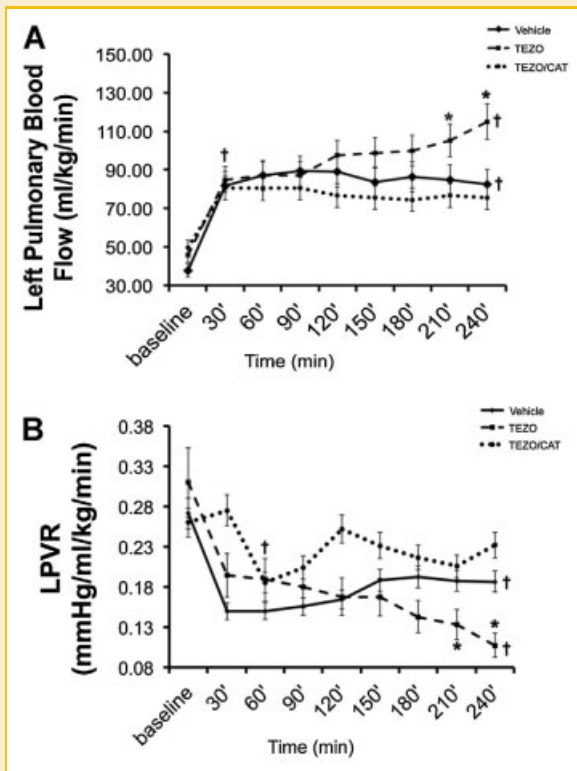 A
Vehicle
TEZO
TEZO/CAT
Left Pulmonary Blood
Flow (ml/kg/min)
150.00
130.00
110.00
90.00
70.00
50.00
30.00
†
*
*
†
†
baseline
30'
60'
90'
120'
150'
180'
210'
240'
Time (min)
B
Vehicle
TEZO
TEZO/CAT
LPVR
(mmHg/ml/kg/min)
0.38
0.33
0.28
0.23
0.18
0.13
0.08
†
†
*
*
†
baseline
30'
60'
90'
120'
150'
180'
210'
240'
Time (min)